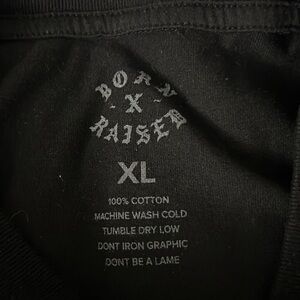 BORN
X
RAISED
XL
100% COTTON
MACHINE WASH COLD
TUMBLE DRY LOW
DONT IRON GRAPHIC
DONT BE A LAME